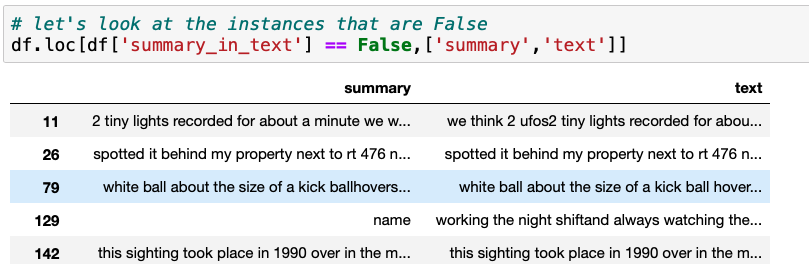 # let's look at the instances that are False
df.loc[df['summary_in_text'] == False,['summary','text']]
summary text
11 2 tiny lights recorded for about a minute we w... we think 2 ufos2 tiny lights recorded for abou...
26 spotted it behind my property next to rt 476 n... spotted it behind my property next to rt 476 n...
79 white ball about the size of a kick ballhovers... white ball about the size of a kick ball hover...
129 name working the night shiftand always watching the...
142 this sighting took place in 1990 over in the m... this sighting took place in 1990 over in the m...